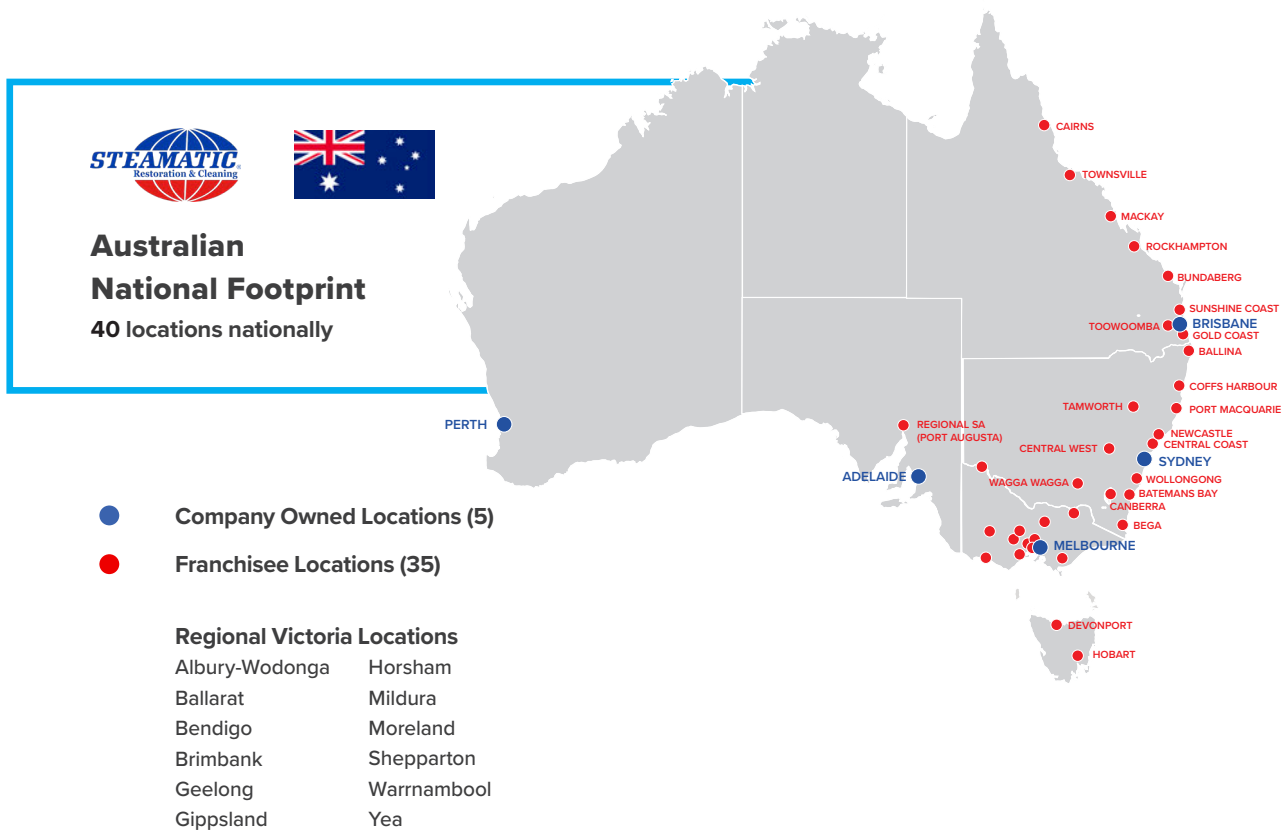 STEAMATIC®
Restoration & Cleaning
Australian
National Footprint
40 locations nationally
CAIRNS
TOWNSVILLE
MACKAY
ROCKHAMPTON
BUNDABERG
SUNSHINE COAST
TOOWOOMBA
BRISBANE
GOLD COAST
BALLINA
COFFS HARBOUR
TAMWORTH
PORT MACQUARIE
PERTH
REGIONAL SA
(PORT AUGUSTA)
NEWCASTLE
CENTRAL COAST
CENTRAL WEST
SYDNEY
ADELAIDE
WAGGA WAGGA
WOLLONGONG
BATEMANS BAY
CANBERRA
BEGA
MELBOURNE
DEVONPORT
HOBART
Company Owned Locations (5)
Franchisee Locations (35)
Regional Victoria Locations
Albury-Wodonga
Ballarat
Bendigo
Brimbank
Geelong
Gippsland
Horsham
Mildura
Moreland
Shepparton
Warrnambool
Yea